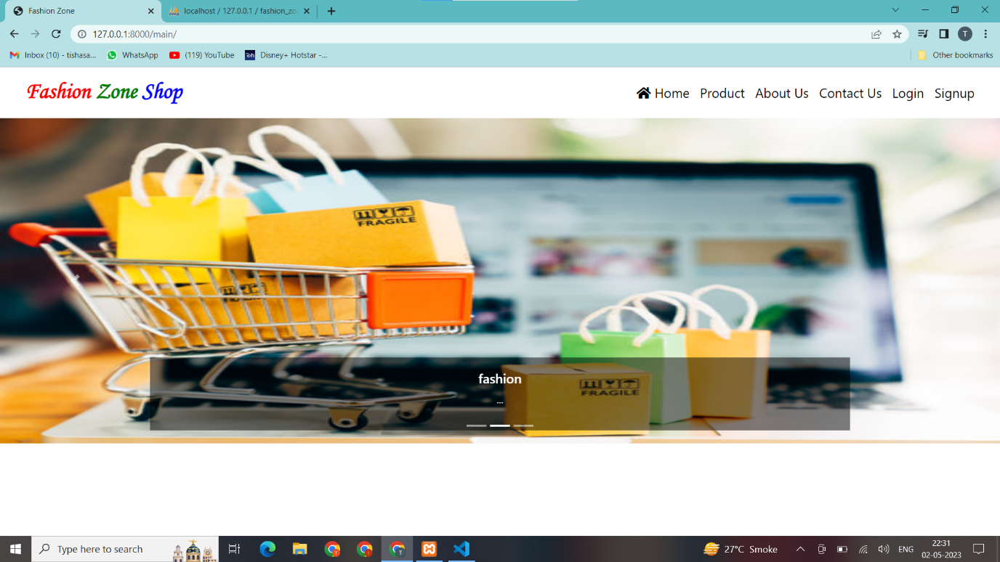 Fashion Zone
localhost / 127.0.0.1 / fashion_zo
127.0.0.1:8000/main/
Inbox (10) - tishasa...
WhatsApp
(119) YouTube
Disney+ Hotstar -...
Other bookmarks
T
Fashion Zone Shop
Home Product About Us Contact Us Login Signup
FRAGILE
FRAGILE
FRAGILE
fashion
...
Type here to search
27°C Smoke
ENG
22:31
02-05-2023